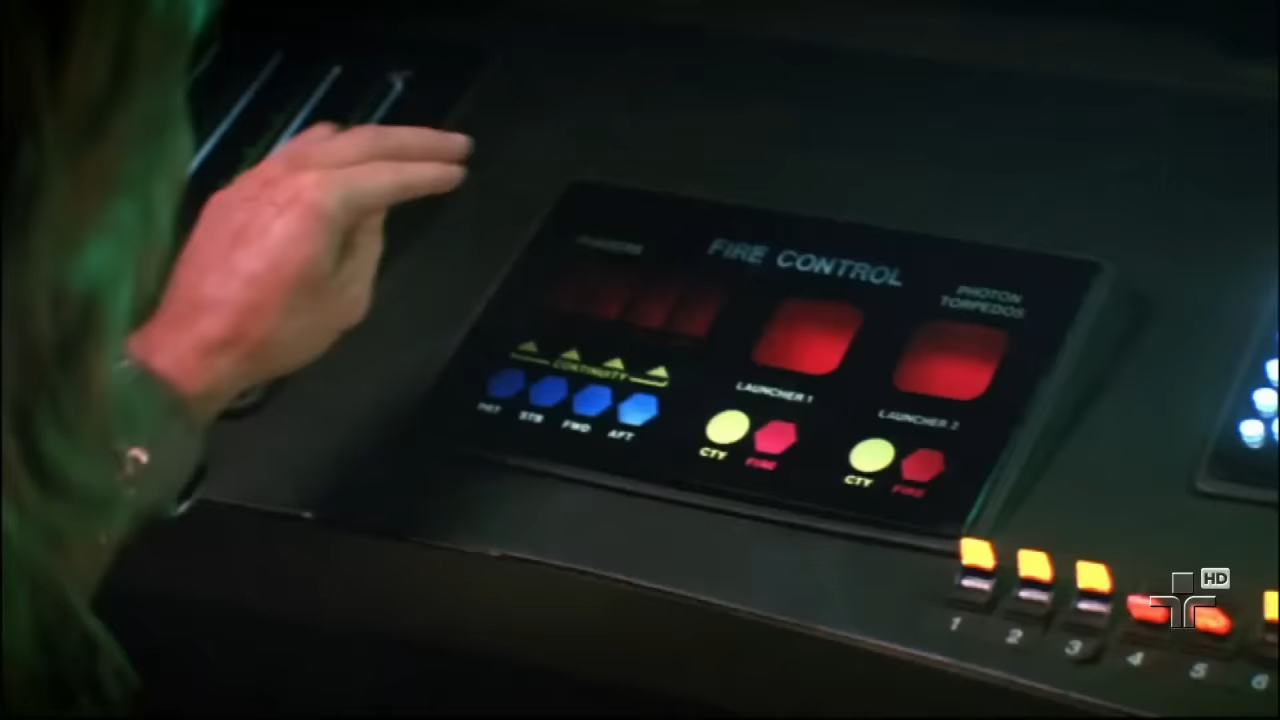 FIRE CONTROL
PHASERS
PHOTON
TORPEDOS
CONTINUITY
LAUNCHER 1
LAUNCHER 2
STB
FWD
AFT
CTY
FIRE
CTY
FIRE
1
2
3
4
5
6
HD